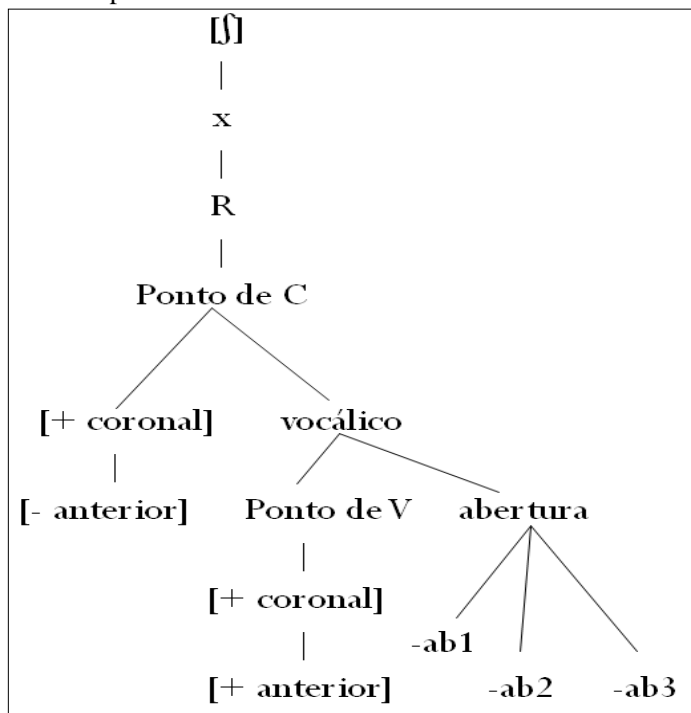 [ʃ]
|
x
|
R
|
Ponto de C
[+ coronal] vocálico
|
[- anterior] Ponto de V abertura
|
[+ coronal]
-ab1
|
[+ anterior] -ab2 -ab3